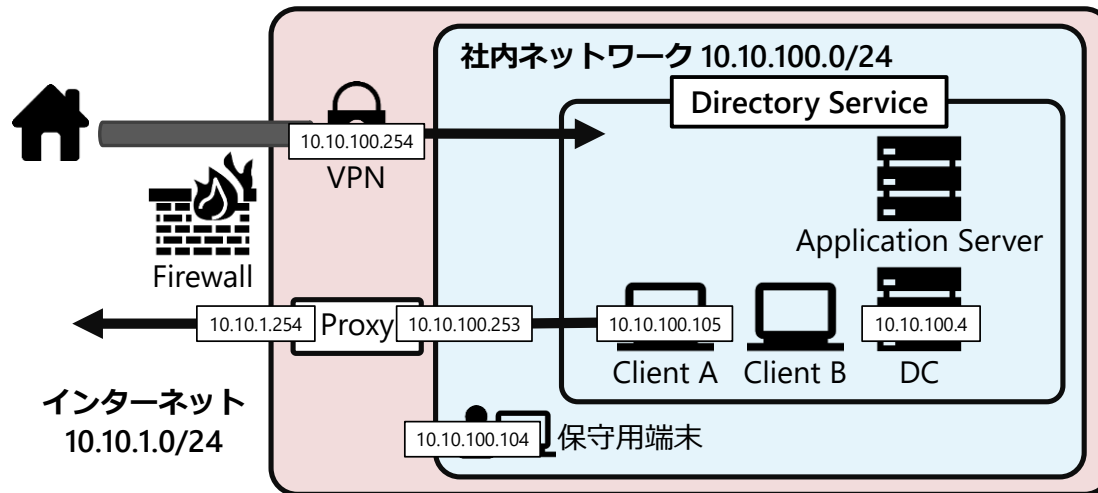 社内ネットワーク 10.10.100.0/24
Directory Service
10.10.100.254
VPN
Firewall
Application Server
10.10.1.254
Proxy
10.10.100.253
10.10.100.105
10.10.100.4
Client A
Client B
DC
インターネット
10.10.1.0/24
10.10.100.104
保守用端末